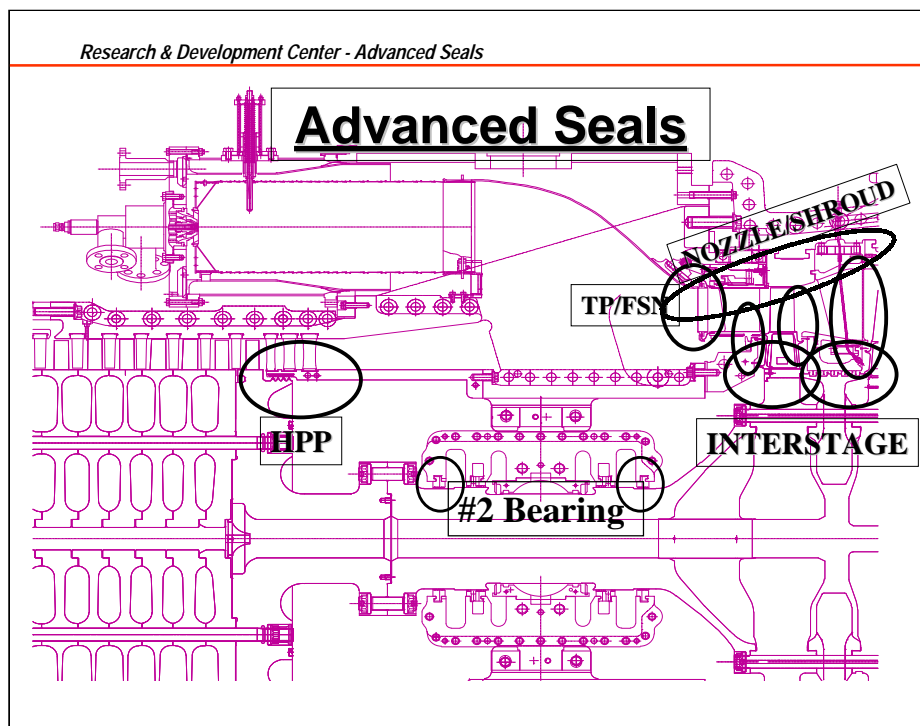 Research & Development Center - Advanced Seals
Advanced Seals
NOZZLE/SHROUD
TP/FSN
HPP
INTERSTAGE
#2 Bearing